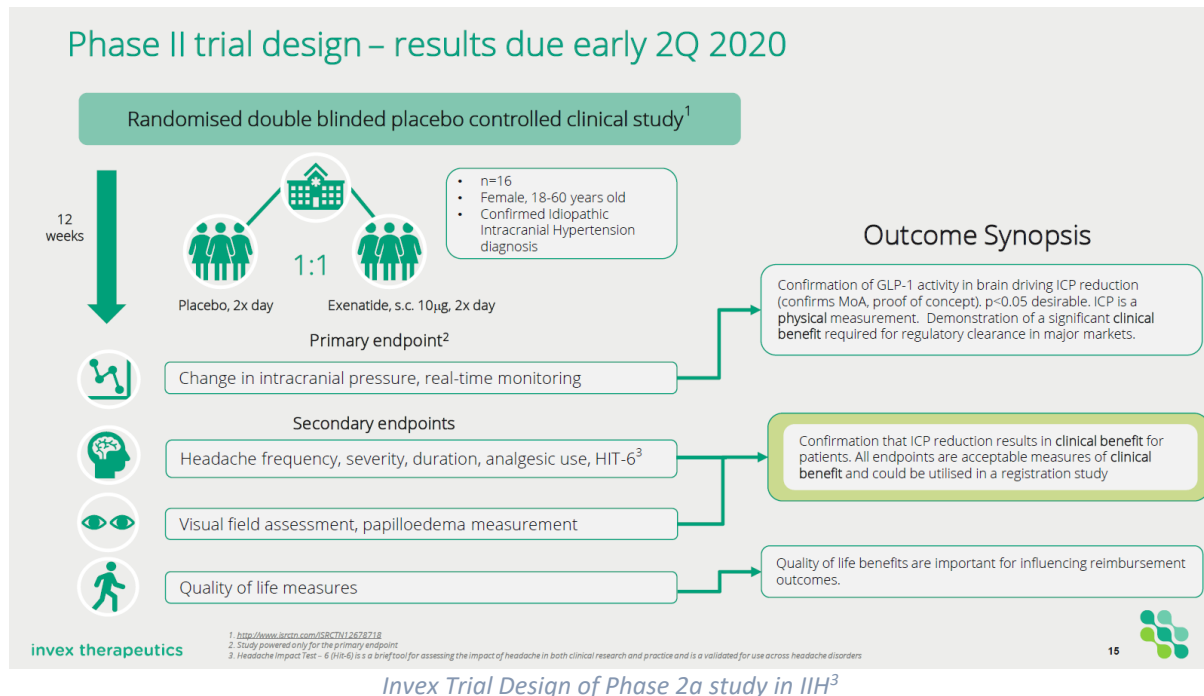 Phase II trial design – results due early 2Q 2020
Randomised double blinded placebo controlled clinical study1
12
weeks
• n=16
• Female, 18-60 years old
• Confirmed Idiopathic
Intracranial Hypertension
diagnosis
1:1
Placebo, 2x day
Exenatide, s.c. 10µg, 2x day
Outcome Synopsis
Primary endpoint2
Change in intracranial pressure, real-time monitoring
Confirmation of GLP-1 activity in brain driving ICP reduction
(confirms MoA, proof of concept). p<0.05 desirable. ICP is a
physical measurement. Demonstration of a significant clinical
benefit required for regulatory clearance in major markets.
Secondary endpoints
Headache frequency, severity, duration, analgesic use, HIT-63
Visual field assessment, papilloedema measurement
Confirmation that ICP reduction results in clinical benefit for
patients. All endpoints are acceptable measures of clinical
benefit and could be utilised in a registration study
Quality of life measures
Quality of life benefits are important for influencing reimbursement
outcomes.
invex therapeutics
1. http://www.isrctn.com/ISRCTN12678718
2. Study powered only for the primary endpoint
3. Headache Impact Test – 6 (Hit-6) is s a brief tool for assessing the impact of headache in both clinical research and practice and is a validated for use across headache disorders
15
Invex Trial Design of Phase 2a study in IIH3